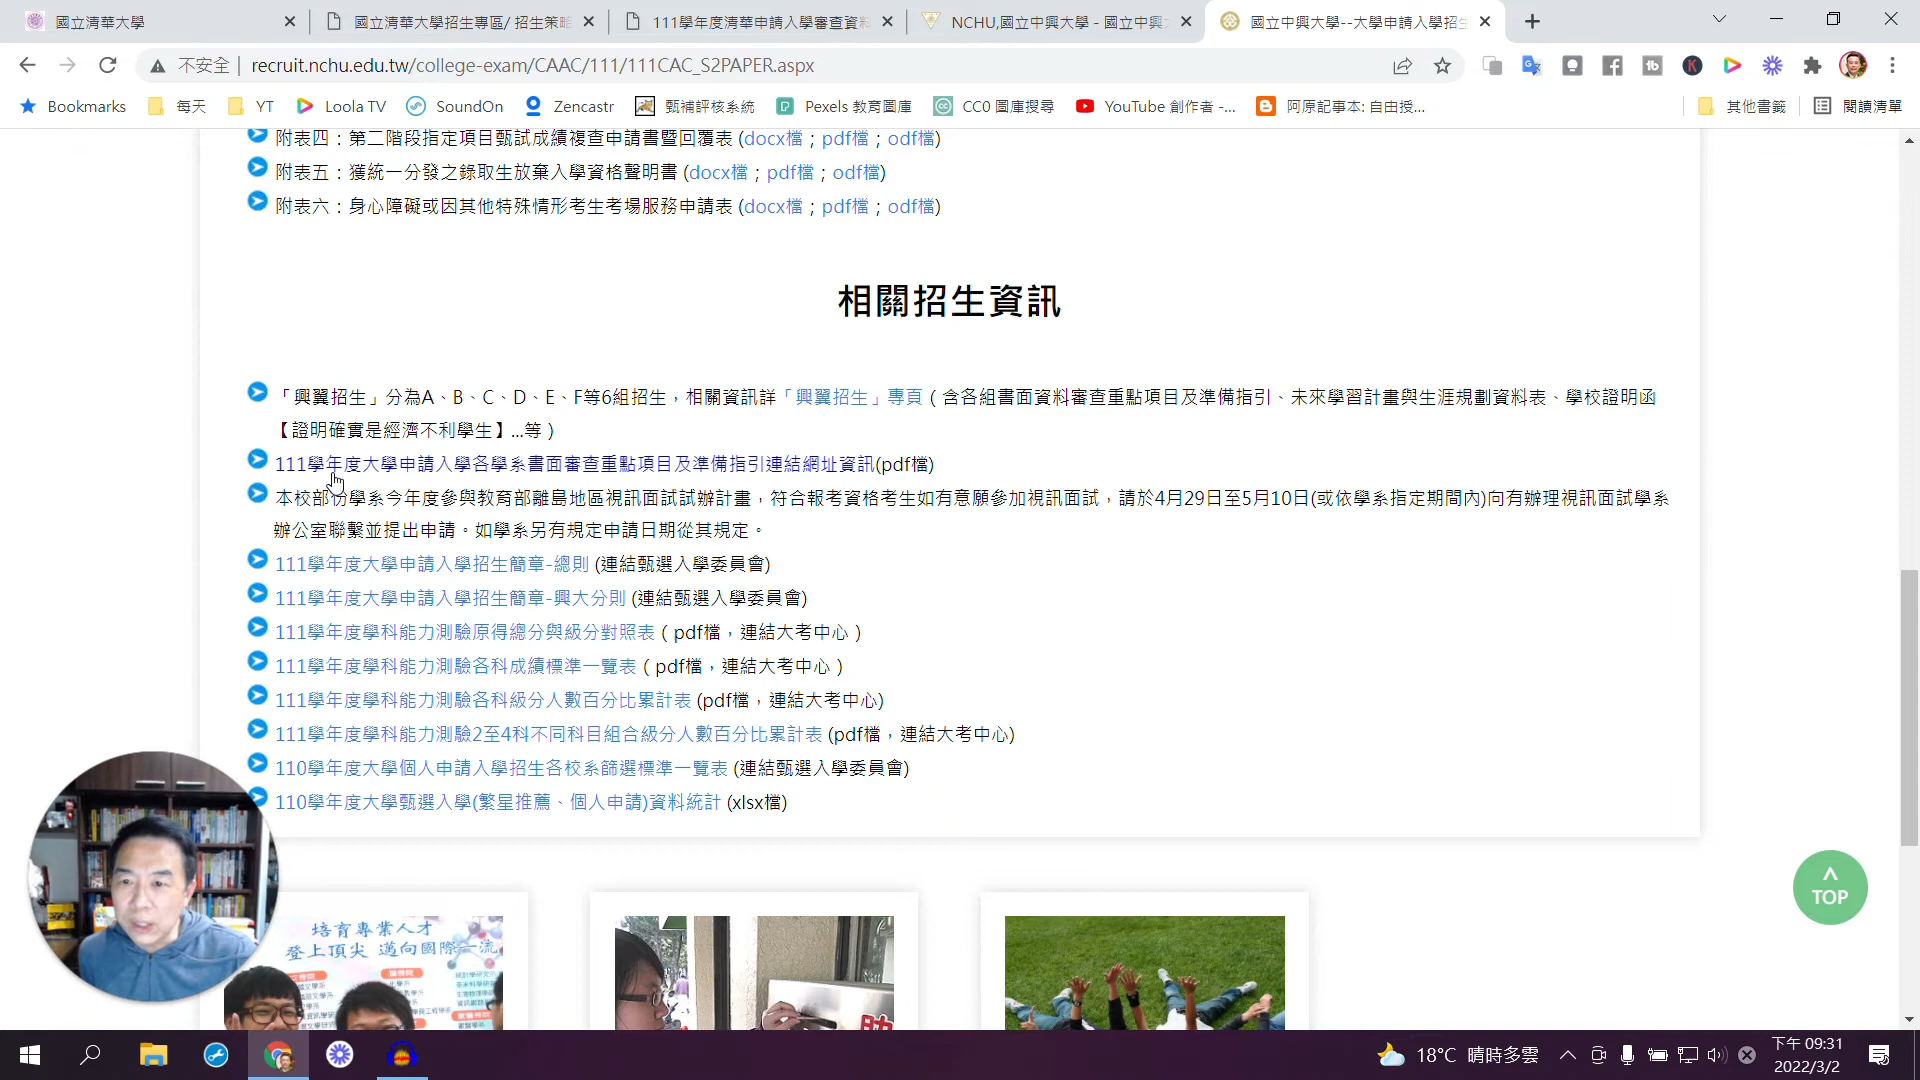 國立清華大學
國立清華大學招生專區/ 招生策略
111學年度清華申請入學審查資料
NCHU,國立中興大學 - 國立中興大
國立中興大學--大學申請入學招生
不安全 | recruit.nchu.edu.tw/college-exam/CAAC/111/111CAC_S2PAPER.aspx
Bookmarks
每天
YT
Loola TV
SoundOn
Zencastr
甄補評核系統
Pexels 教育圖庫
CC0 圖庫搜尋
YouTube 創作者 -...
阿原記事本: 自由授...
其他書籤
閱讀清單
附表四：第二階段指定項目甄試成績複查申請書暨回覆表 (docx檔；pdf檔；odf檔)
附表五：獲統一分發之錄取生放棄入學資格聲明書 (docx檔；pdf檔；odf檔)
附表六：身心障礙或因其他特殊情形考生考場服務申請表 (docx檔；pdf檔；odf檔)
相關招生資訊
「興翼招生」分為A、B、C、D、E、F等6組招生，相關資訊詳「興翼招生」專頁（含各組書面資料審查重點項目及準備指引、未來學習計畫與生涯規劃資料表、學校證明函
【證明確實是經濟不利學生】...等）
111學年度大學申請入學各學系書面審查重點項目及準備指引連結網址資訊(pdf檔)
本校部份學系今年度參與教育部離島地區視訊面試試辦計畫，符合報考資格考生如有意願參加視訊面試，請於4月29日至5月10日(或依學系指定期間內)向有辦理視訊面試學系
辦公室聯繫並提出申請。如學系另有規定申請日期從其規定。
111學年度大學申請入學招生簡章-總則 (連結甄選入學委員會)
111學年度大學申請入學招生簡章-興大分則 (連結甄選入學委員會)
111學年度學科能力測驗原得總分與級分對照表（pdf檔，連結大考中心）
111學年度學科能力測驗各科成績標準一覽表（pdf檔，連結大考中心）
111學年度學科能力測驗各科級分人數百分比累計表 (pdf檔，連結大考中心)
111學年度學科能力測驗2至4科不同科目組合級分人數百分比累計表 (pdf檔，連結大考中心)
110學年度大學個人申請入學招生各校系篩選標準一覽表 (連結甄選入學委員會)
110學年度大學甄選入學(繁星推薦、個人申請)資料統計 (xlsx檔)
TOP
培育專業人才
登上頂尖 邁向國際一流
18°C 晴時多雲
下午 09:31
2022/3/2